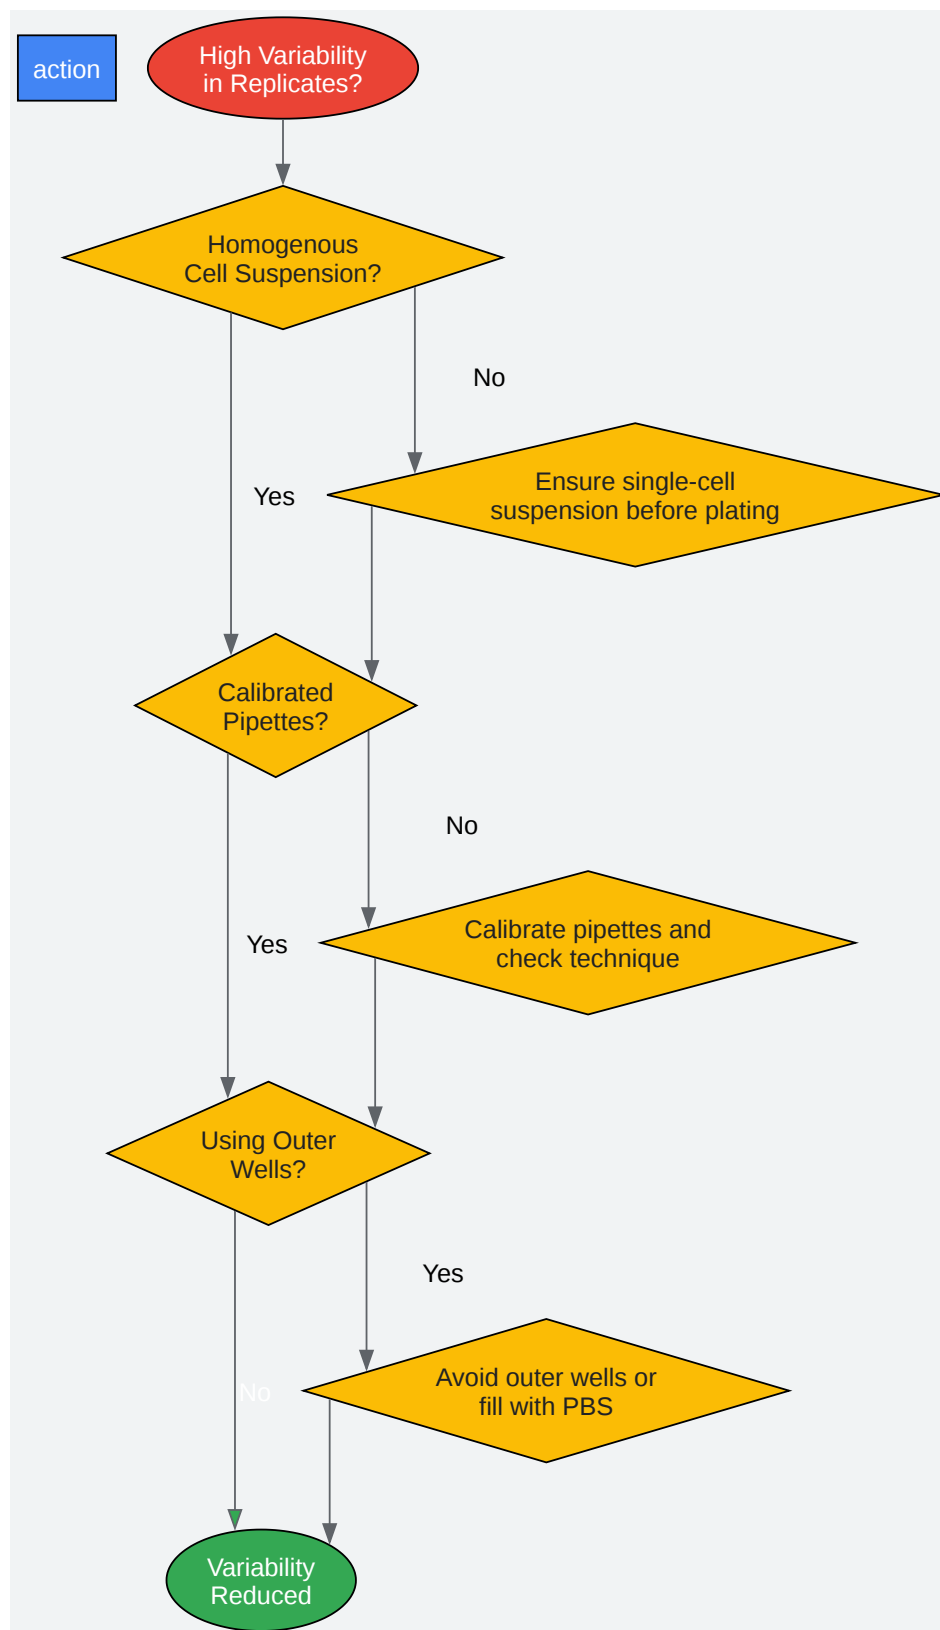 action
High Variability
in Replicates?
Homogenous
Cell Suspension?
No
Ensure single-cell
suspension before plating
Yes
Calibrated
Pipettes?
No
Calibrate pipettes and
check technique
Yes
Using Outer
Wells?
Yes
Avoid outer wells or
fill with PBS
No
Variability
Reduced